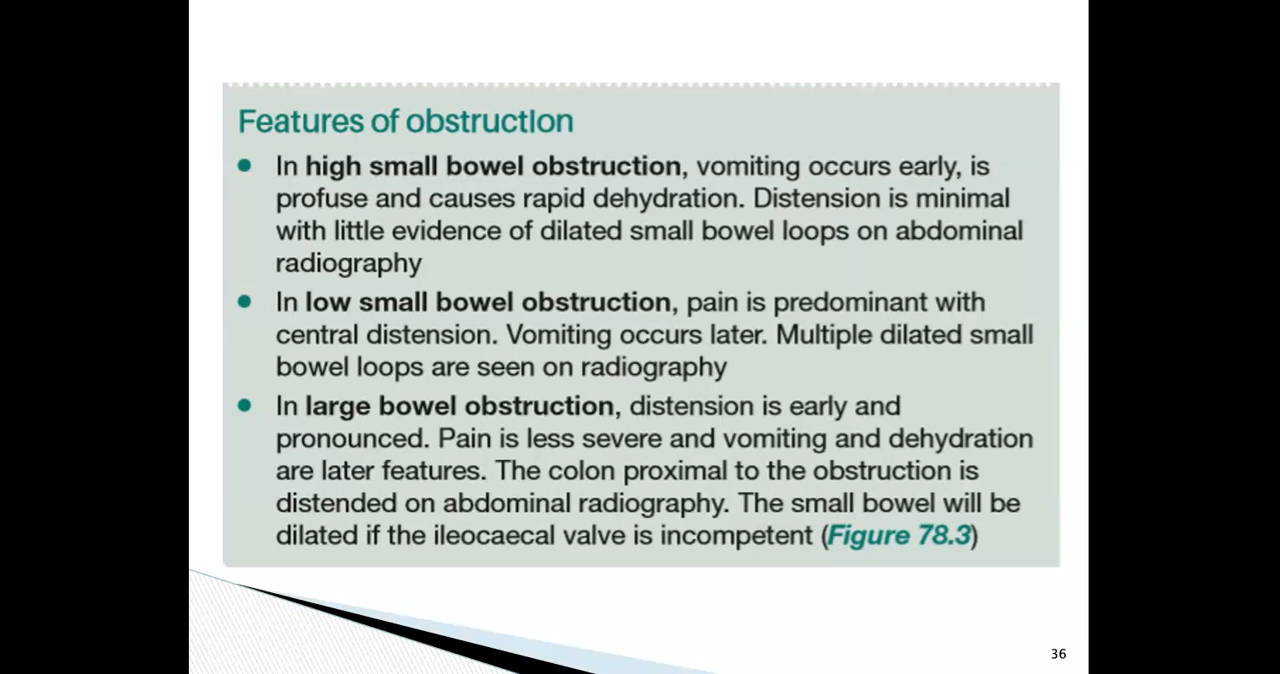 Features of obstruction
● In high small bowel obstruction, vomiting occurs early, is
profuse and causes rapid dehydration. Distension is minimal
with little evidence of dilated small bowel loops on abdominal
radiography
● In low small bowel obstruction, pain is predominant with
central distension. Vomiting occurs later. Multiple dilated small
bowel loops are seen on radiography
● In large bowel obstruction, distension is early and
pronounced. Pain is less severe and vomiting and dehydration
are later features. The colon proximal to the obstruction is
distended on abdominal radiography. The small bowel will be
dilated if the ileocaecal valve is incompetent (Figure 78.3)
36